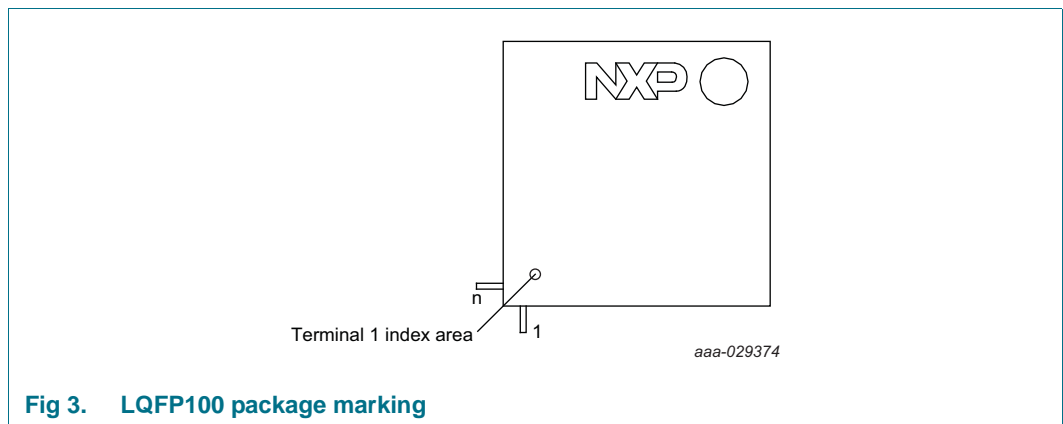 NXP
n
Terminal 1 index area
1
aaa-029374
Fig 3. LQFP100 package marking